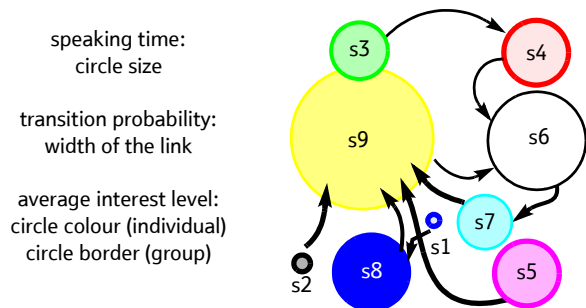 speaking time:
circle size
transition probability:
width of the link
average interest level:
circle colour (individual)
circle border (group)
s3
s4
s9
s6
s7
s1
s8
s5
s2